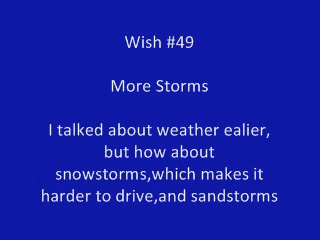 Wish #49
More Storms
I talked about weather ealier,
but how about
snowstorms,which makes it
harder to drive,and sandstorms